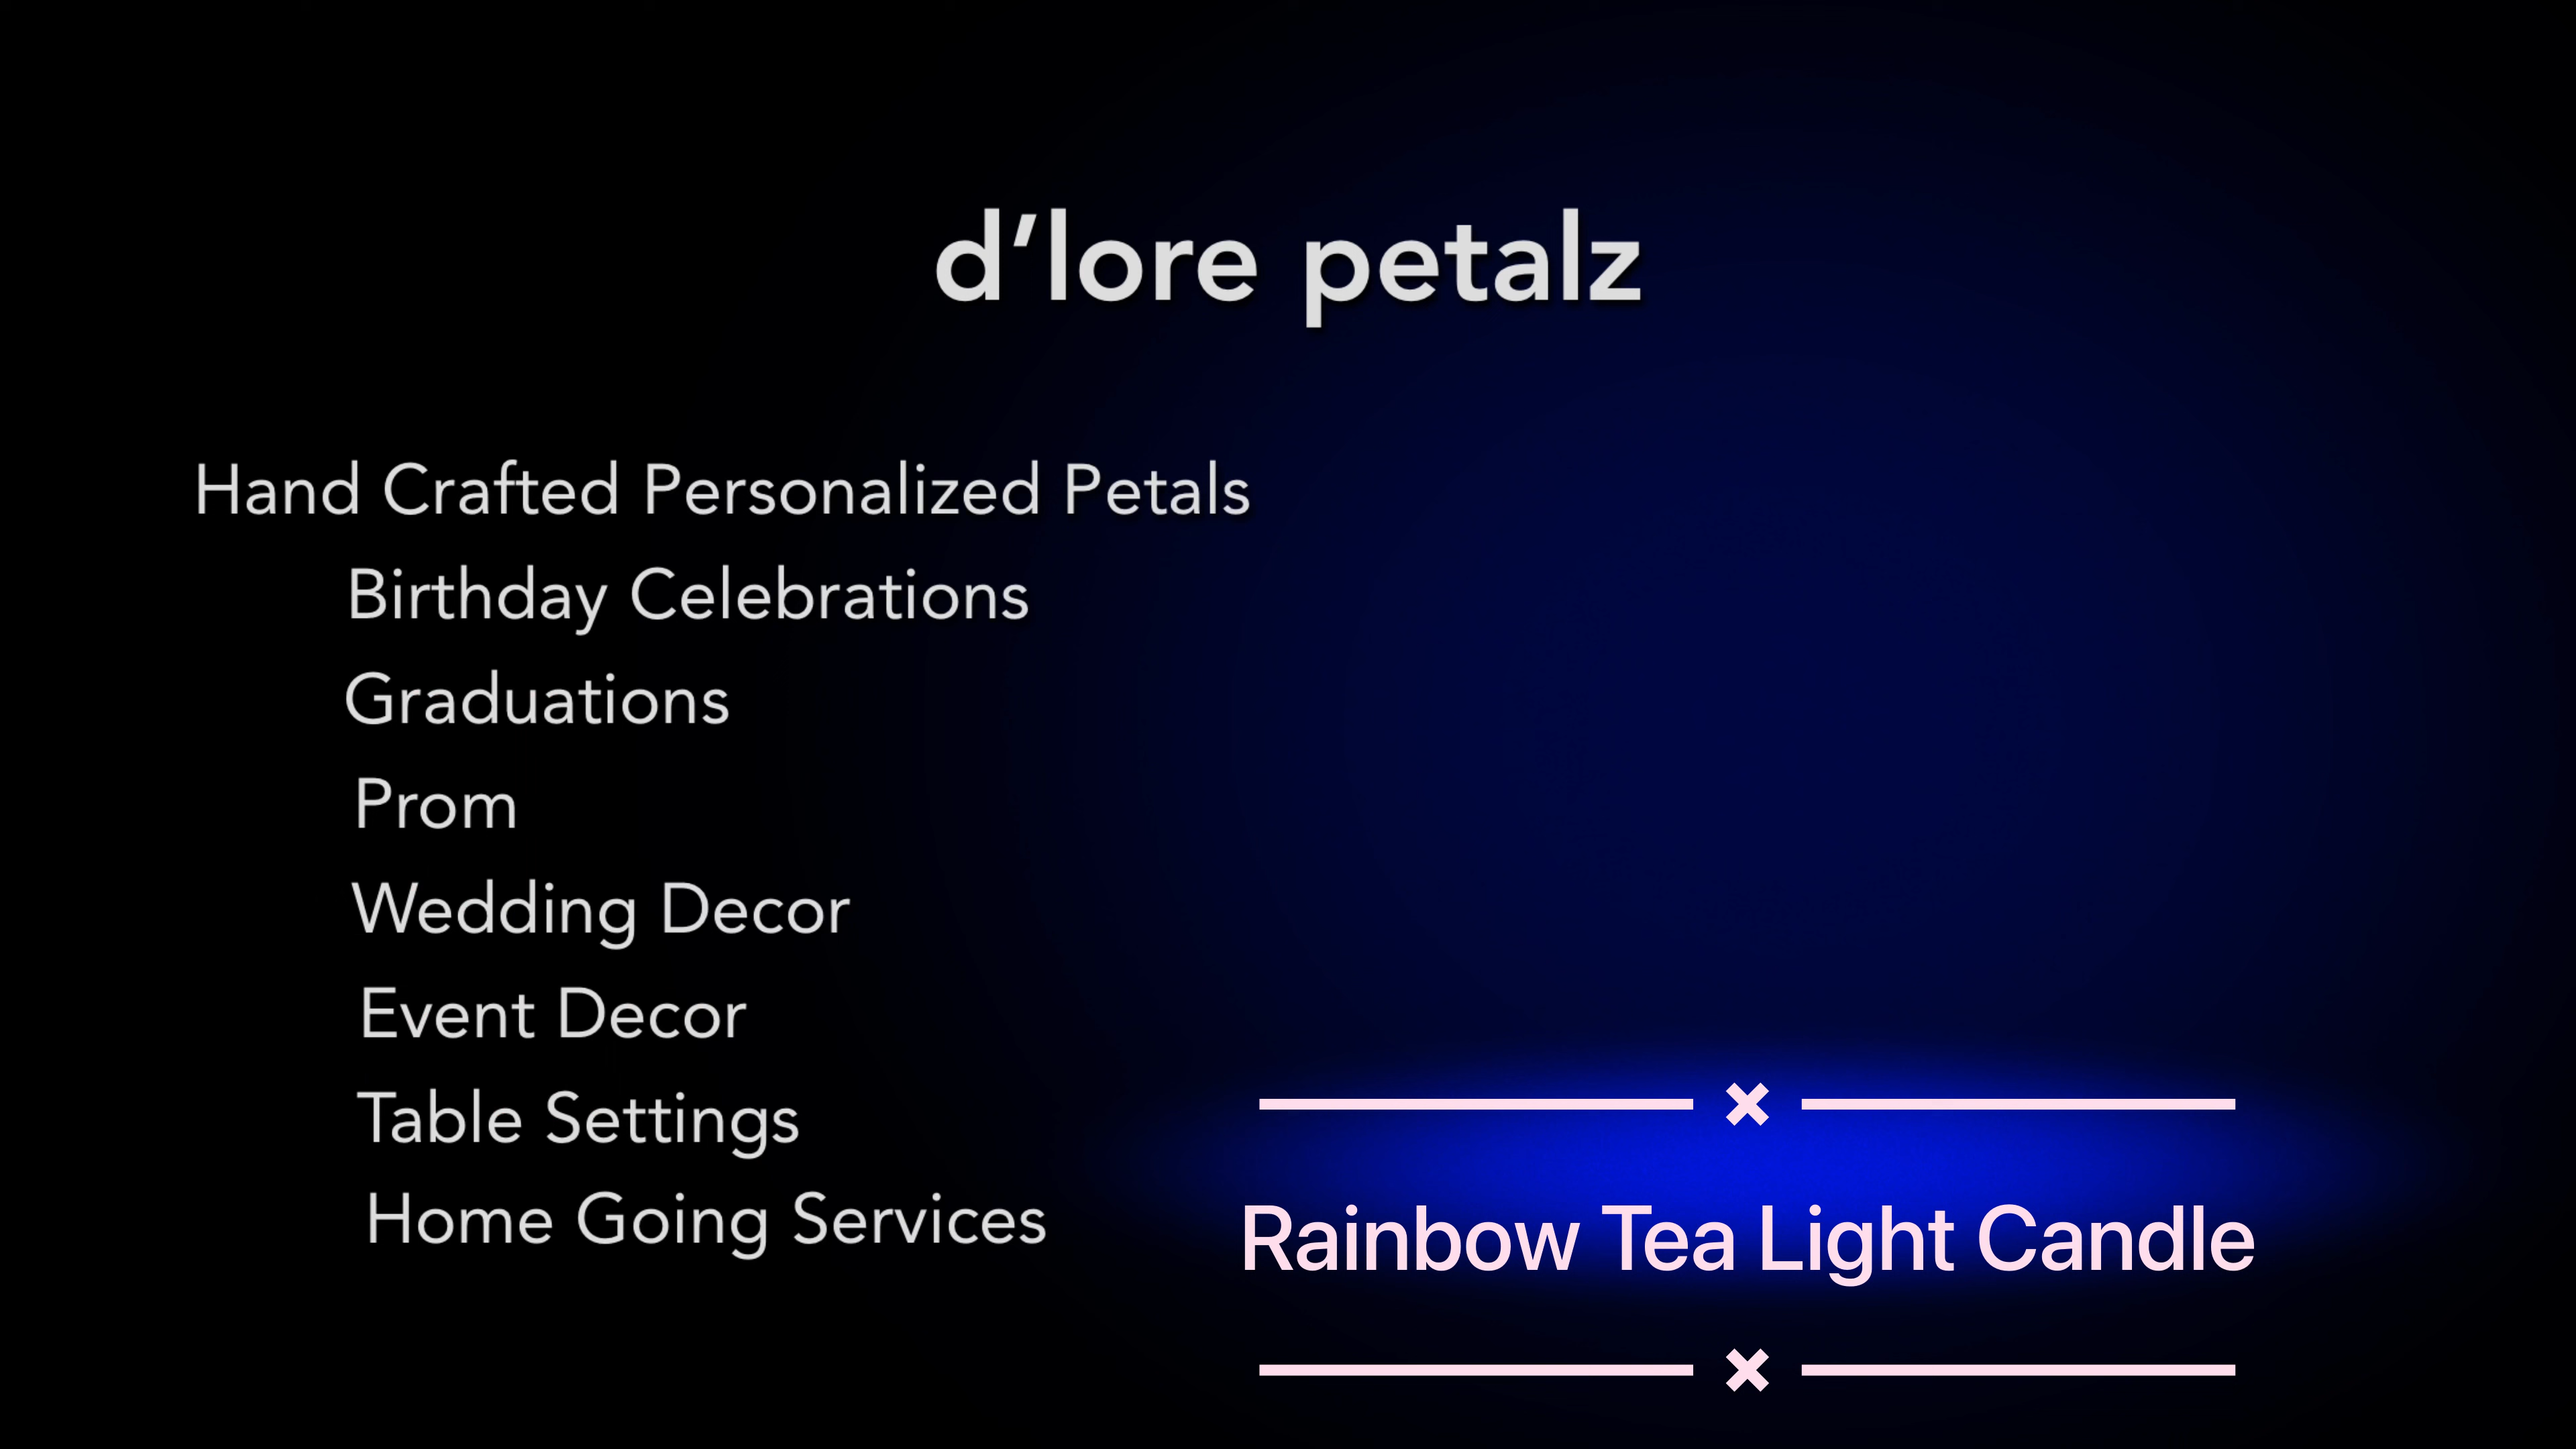 d’lore petalz
Hand Crafted Personalized Petals
Birthday Celebrations
Graduations
Prom
Wedding Decor
Event Decor
Table Settings
Home Going Services
Rainbow Tea Light Candle